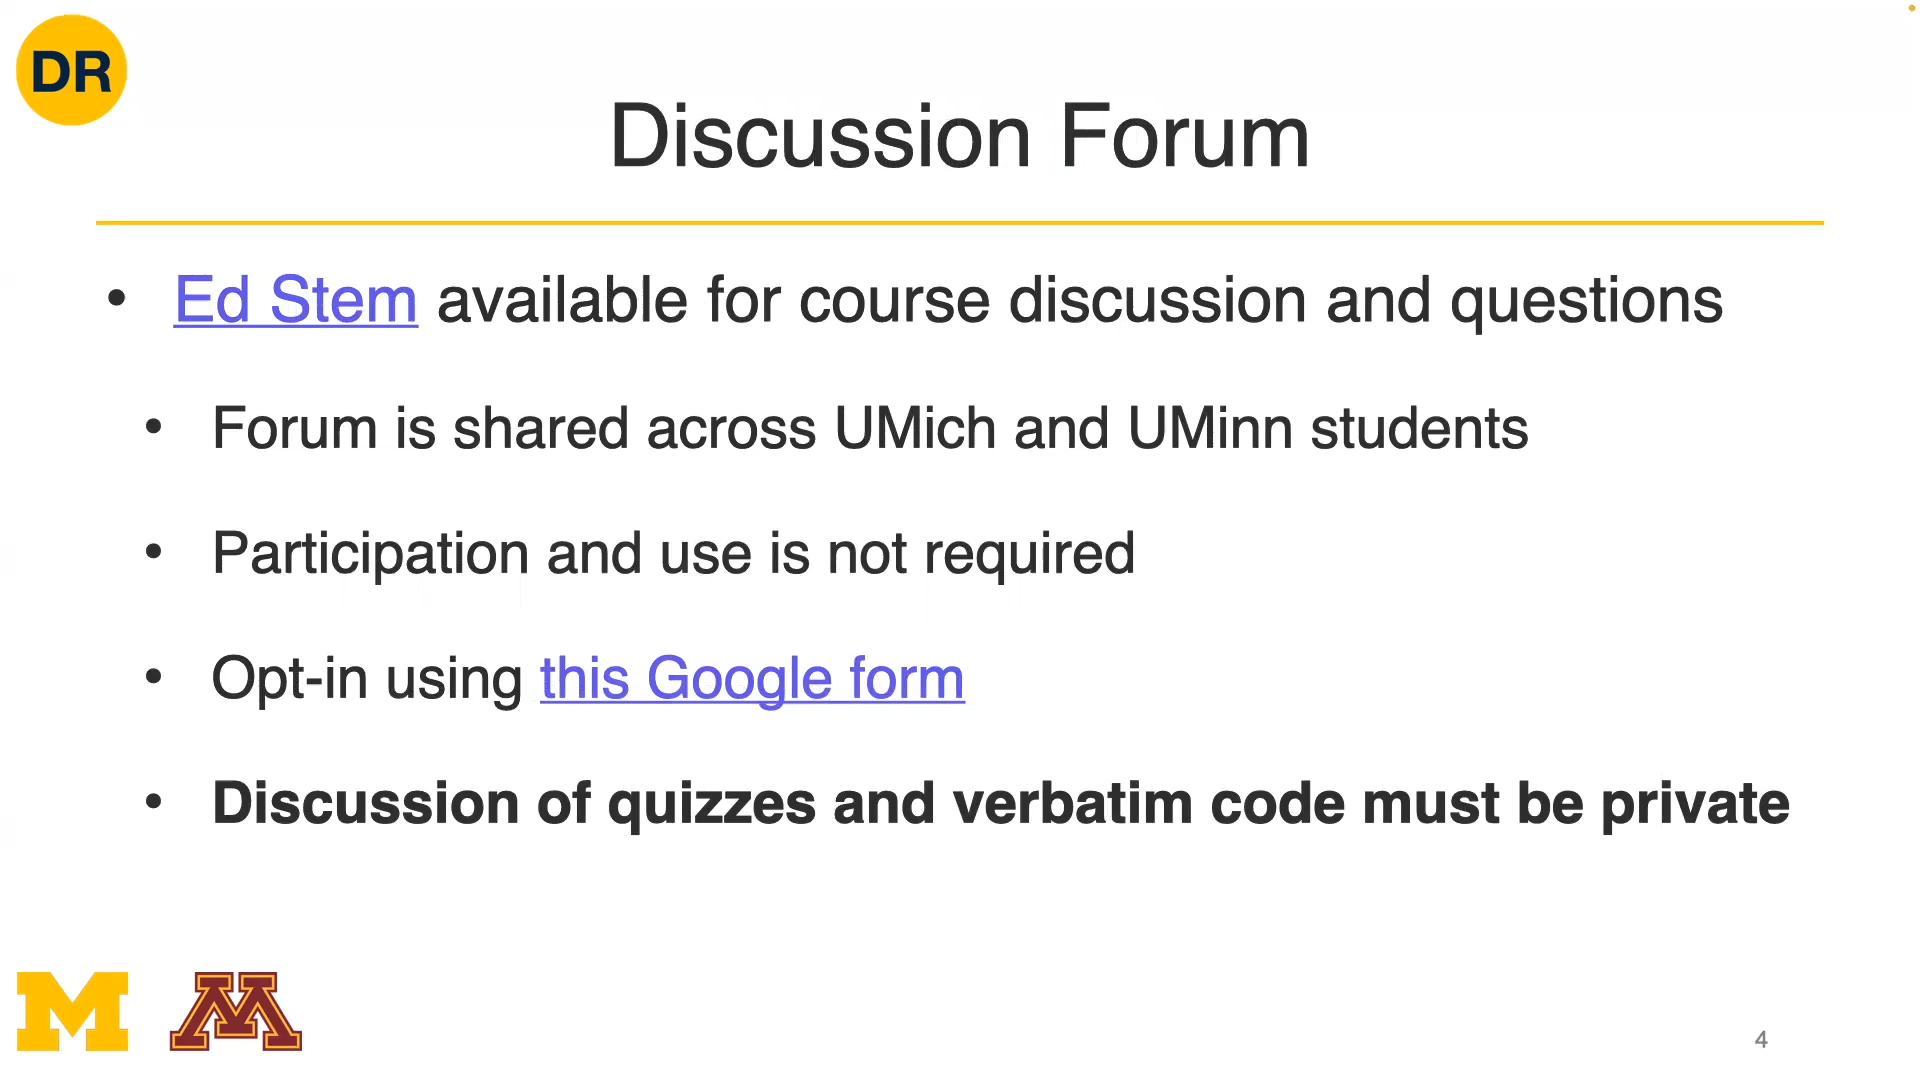 DR
Discussion Forum
• Ed Stem available for course discussion and questions
• Forum is shared across UMich and UMinn students
• Participation and use is not required
• Opt-in using this Google form
• Discussion of quizzes and verbatim code must be private
M M
4